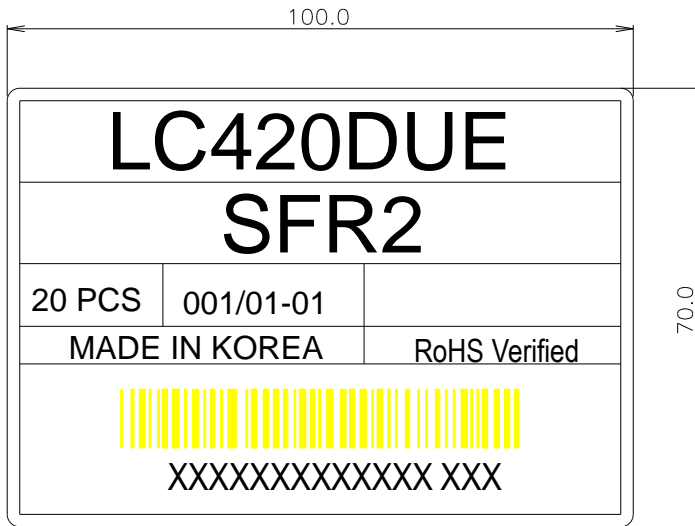 100.0
LC420DUE
SFR2
70.0
20 PCS 001/01-01
MADE IN KOREA RoHS Verified
XXXXXXXXXXXXX XXX